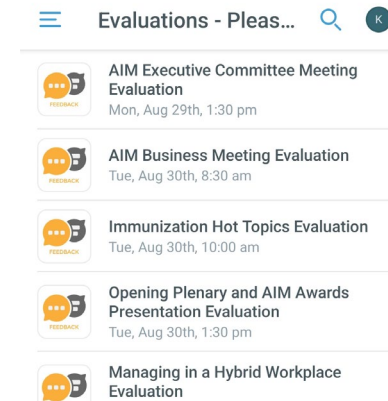 Evaluations - Pleas...
K
AIM Executive Committee Meeting
Evaluation
Mon, Aug 29th, 1:30 pm
FEEDBACK
AIM Business Meeting Evaluation
Tue, Aug 30th, 8:30 am
FEEDBACK
Immunization Hot Topics Evaluation
Tue, Aug 30th, 10:00 am
FEEDBACK
Opening Plenary and AIM Awards
Presentation Evaluation
Tue, Aug 30th, 1:30 pm
FEEDBACK
Managing in a Hybrid Workplace
Evaluation